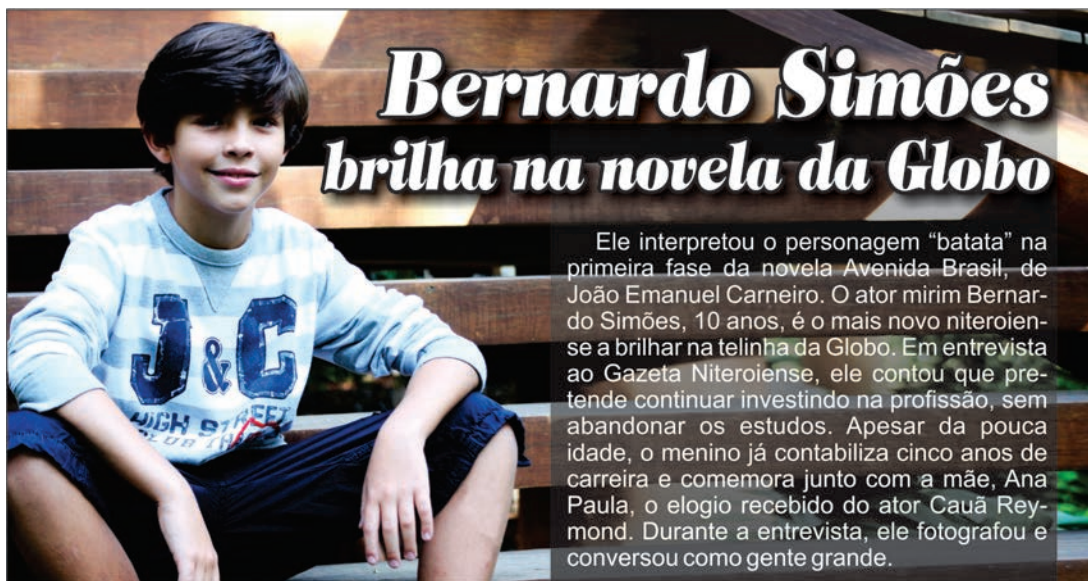 Bernardo Simões
brilha na novela da Globo
Ele interpretou o personagem “batata” na
primeira fase da novela Avenida Brasil, de
João Emanuel Carneiro. O ator mirim Bernar-
do Simões, 10 anos, é o mais novo niteroien-
se a brilhar na telinha da Globo. Em entrevista
ao Gazeta Niteroiense, ele contou que pre-
tende continuar investindo na profissão, sem
abandonar os estudos. Apesar da pouca
idade, o menino já contabiliza cinco anos de
carreira e comemora junto com a mãe, Ana
Paula, o elogio recebido do ator Cauã Rey-
mond. Durante a entrevista, ele fotografou e
conversou como gente grande.
J&C
HIGH STREET
CLUB